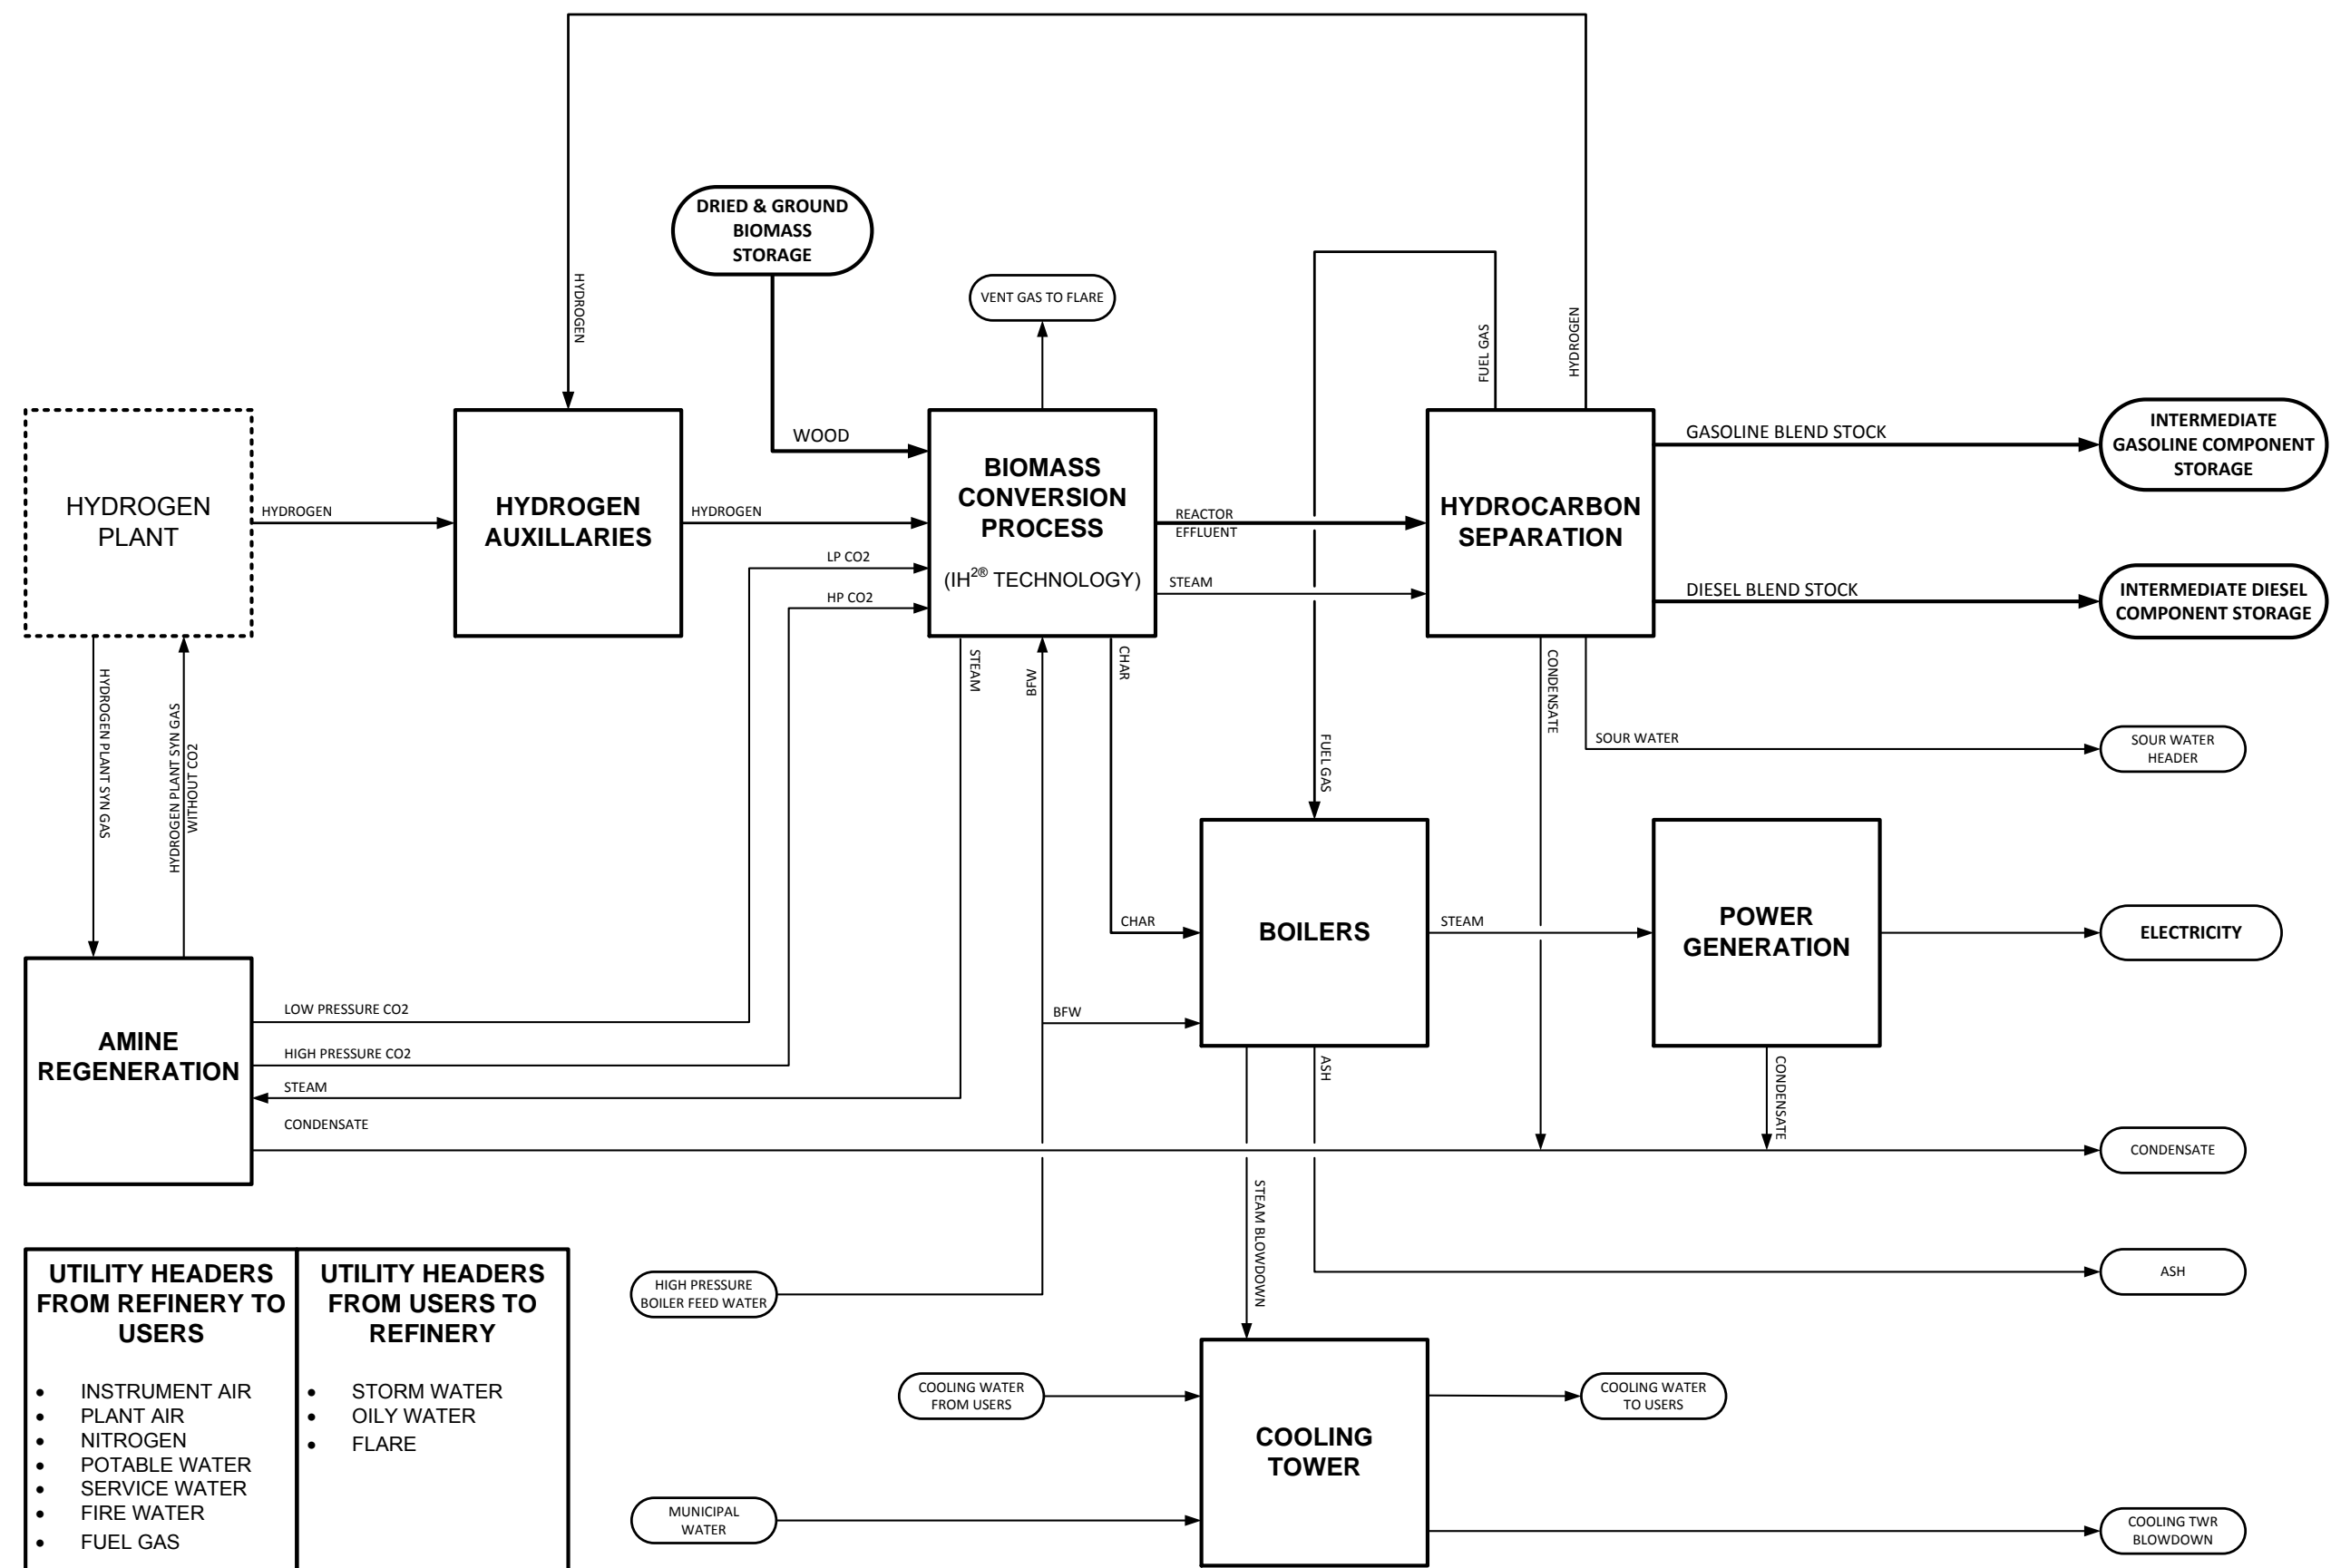 DRIED & GROUND
BIOMASS
STORAGE
HYDROGEN
VENT GAS TO FLARE
FUEL GAS
HYDROGEN
WOOD
GASOLINE BLEND STOCK
INTERMEDIATE
GASOLINE COMPONENT
STORAGE
HYDROGEN
PLANT
HYDROGEN
HYDROGEN
AUXILLARIES
HYDROGEN
BIOMASS
CONVERSION
PROCESS
(IH²® TECHNOLOGY)
LP CO2
HP CO2
REACTOR
EFFLUENT
STEAM
HYDROCARBON
SEPARATION
DIESEL BLEND STOCK
INTERMEDIATE DIESEL
COMPONENT STORAGE
HYDROGEN PLANT SYN GAS
HYDROGEN PLANT SYN GAS
WITHOUT CO2
STEAM
BFW
CHAR
FUEL GAS
CONDENSATE
SOUR WATER
SOUR WATER
HEADER
CHAR
BOILERS
STEAM
POWER
GENERATION
ELECTRICITY
BFW
AMINE
REGENERATION
LOW PRESSURE CO2
HIGH PRESSURE CO2
STEAM
CONDENSATE
ASH
CONDENSATE
CONDENSATE
STEAM BLOWDOWN
HIGH PRESSURE
BOILER FEED WATER
ASH
UTILITY HEADERS
FROM REFINERY TO
USERS
• INSTRUMENT AIR
• PLANT AIR
• NITROGEN
• POTABLE WATER
• SERVICE WATER
• FIRE WATER
• FUEL GAS
UTILITY HEADERS
FROM USERS TO
REFINERY
• STORM WATER
• OILY WATER
• FLARE
COOLING WATER
FROM USERS
COOLING
TOWER
COOLING WATER
TO USERS
MUNICIPAL
WATER
COOLING TWR
BLOWDOWN